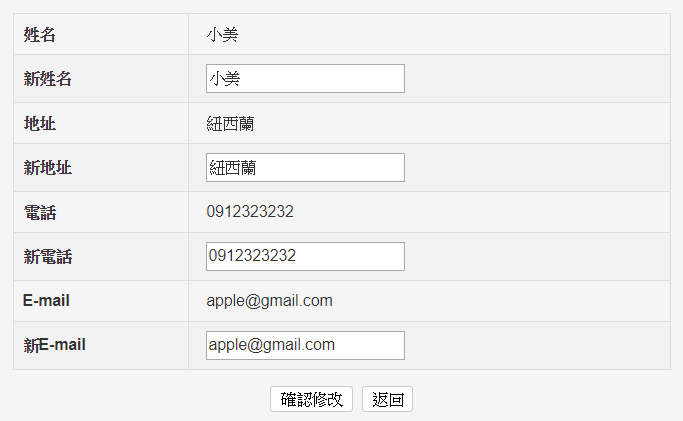 姓名 小美
新姓名 小美
地址 紐西蘭
新地址 紐西蘭
電話 0912323232
新電話 0912323232
E-mail apple@gmail.com
新E-mail apple@gmail.com
確認修改 返回